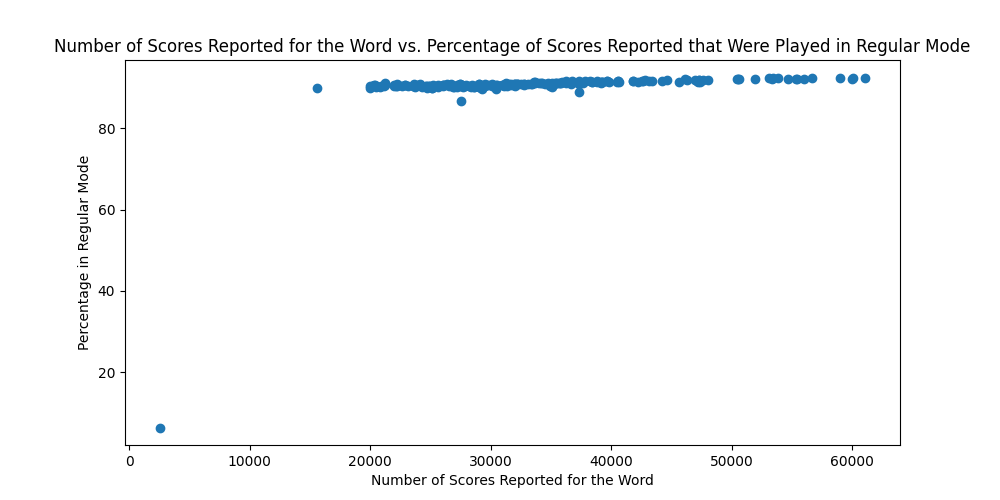 Number of Scores Reported for the Word vs. Percentage of Scores Reported that Were Played in Regular Mode
Percentage in Regular Mode
80
60
40
20
0 10000 20000 30000 40000 50000 60000
Number of Scores Reported for the Word